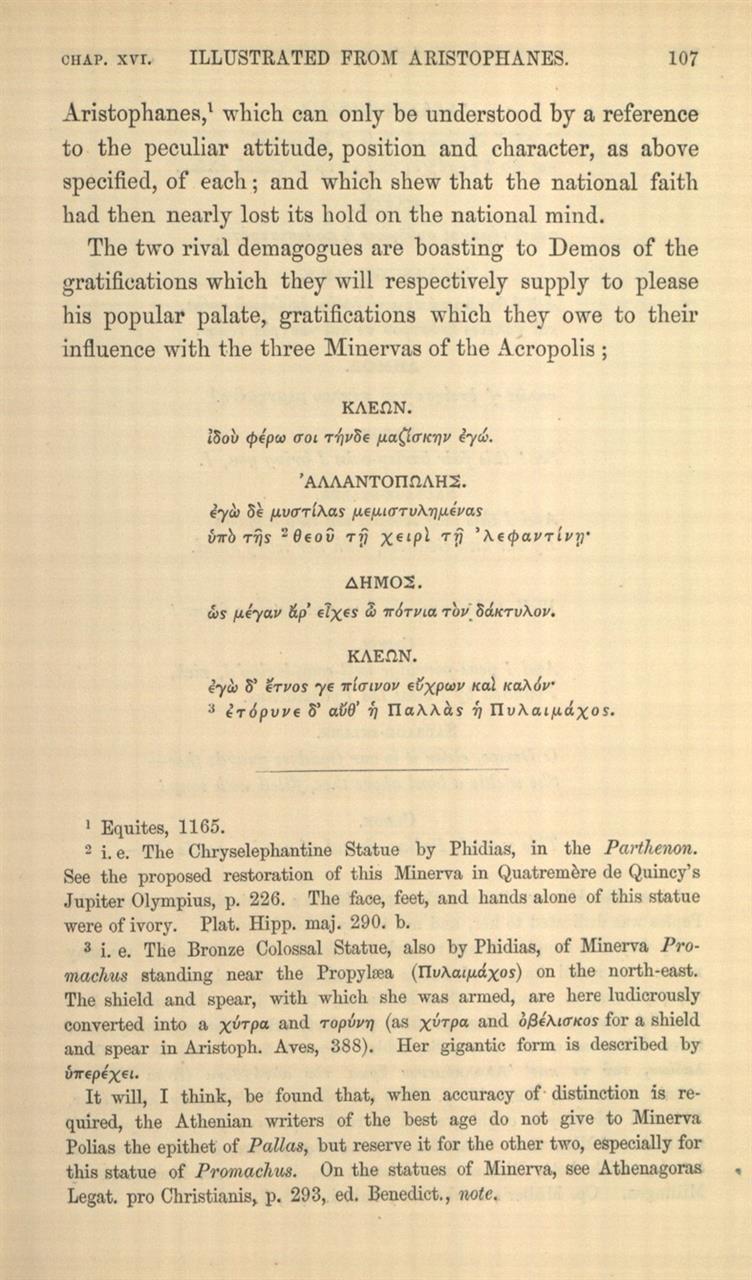 CHAP. XVI. ILLUSTRATED FROM ARISTOPHANES. 107
Aristophanes,¹ which can only be understood by a reference
to the peculiar attitude, position and character, as above
specified, of each; and which shew that the national faith
had then nearly lost its hold on the national mind.
The two rival demagogues are boasting to Demos of the
gratifications which they will respectively supply to please
his popular palate, gratifications which they owe to their
influence with the three Minervas of the Acropolis;
ΚΛΕΩΝ.
ἰδοὺ φέρω σοι τήνδε μαζίσκην ἐγώ.
ἈΛΛΑΝΤΟΠΩΛΗΣ.
ἐγὼ δὲ μυστίλας μεμιστυλημένας
ὑπὸ τῆς ² θεοῦ τῇ χειρὶ τῇ ’λεφαντίνῃ·
ΔΗΜΟΣ.
ὡς μέγαν ἄρ’ εἶχες ὦ πότνια τὸν δάκτυλον.
ΚΛΕΩΝ.
ἐγὼ δ’ ἔτνος γε πίσινον εὔχρων καὶ καλόν·
³ ἐτόρυνε δ’ αὔθ’ ἡ Παλλὰς ἡ Πυλαιμάχος.
¹ Equites, 1165.
² i. e. The Chryselephantine Statue by Phidias, in the Parthenon.
See the proposed restoration of this Minerva in Quatremère de Quincy's
Jupiter Olympius, p. 226. The face, feet, and hands alone of this statue
were of ivory. Plat. Hipp. maj. 290. b.
³ i. e. The Bronze Colossal Statue, also by Phidias, of Minerva Pro-
machus standing near the Propylæa (Πυλαιμάχος) on the north-east.
The shield and spear, with which she was armed, are here ludicrously
converted into a χύτρα and τορύνη (as χύτρα and ὀβέλισκος for a shield
and spear in Aristoph. Aves, 388). Her gigantic form is described by
ὑπερέχει.
It will, I think, be found that, when accuracy of distinction is re-
quired, the Athenian writers of the best age do not give to Minerva
Polias the epithet of Pallas, but reserve it for the other two, especially for
this statue of Promachus. On the statues of Minerva, see Athenagoras
Legat. pro Christianis, p. 293, ed. Benedict., note.